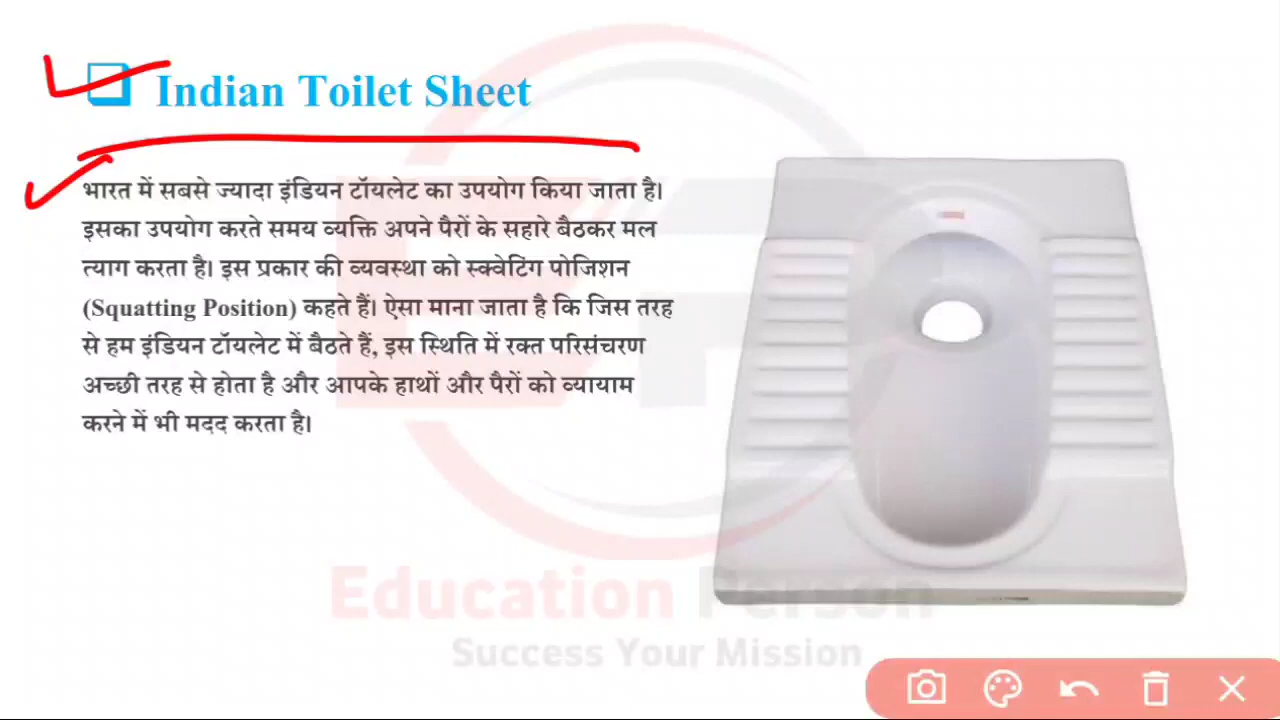 Indian Toilet Sheet
भारत में सबसे ज्यादा इंडियन टॉयलेट का उपयोग किया जाता है।
इसका उपयोग करते समय व्यक्ति अपने पैरों के सहारे बैठकर मल
त्याग करता है। इस प्रकार की व्यवस्था को स्क्वेटिंग पोजिशन
(Squatting Position) कहते हैं। ऐसा माना जाता है कि जिस तरह
से हम इंडियन टॉयलेट में बैठते हैं, इस स्थिति में रक्त परिसंचरण
अच्छी तरह से होता है और आपके हाथों और पैरों को व्यायाम
करने में भी मदद करता है।
Education Person
Success Your Mission